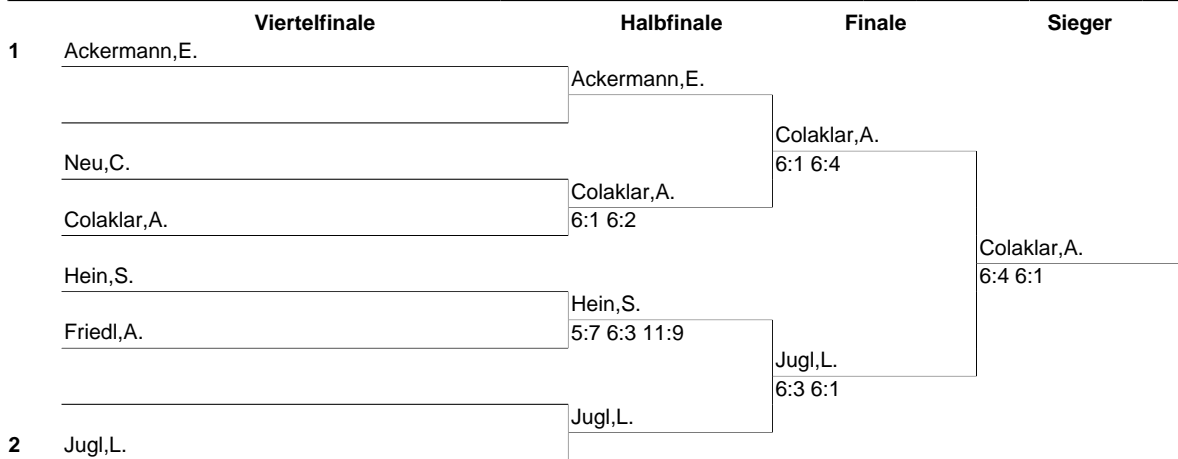 Viertelfinale Halbfinale Finale Sieger
1 Ackermann,E.
Ackermann,E.
Colaklar,A.
Neu,C. 6:1 6:4
Colaklar,A.
Colaklar,A. 6:1 6:2
Colaklar,A.
Hein,S. 6:4 6:1
Hein,S.
Friedl,A. 5:7 6:3 11:9
Jugl,L.
6:3 6:1
Jugl,L.
2 Jugl,L.